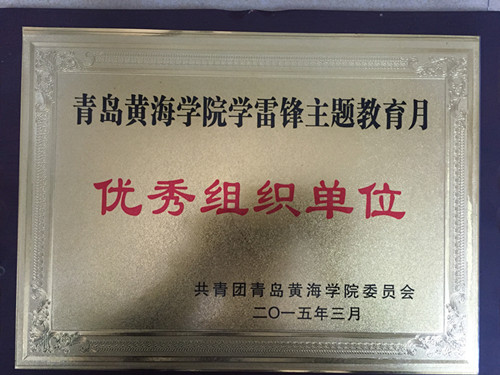 青岛黄海学院学雷锋主题教育月
优秀组织单位
共青团青岛黄海学院委员会
二〇一五年三月